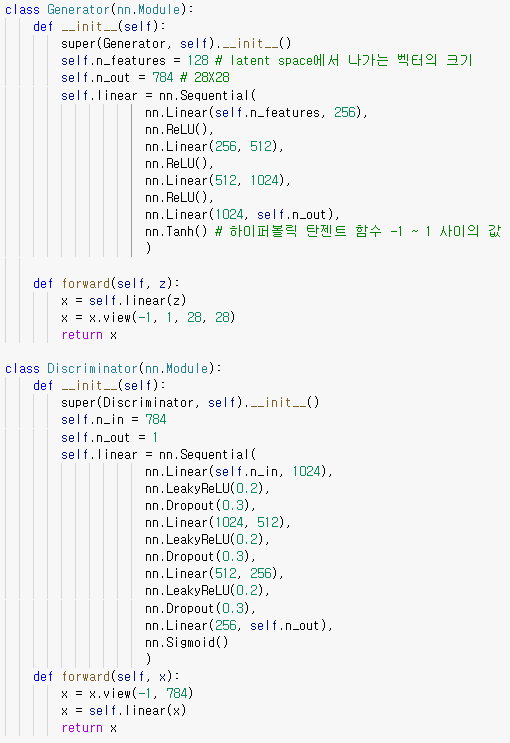 class Generator(nn.Module):
    def __init__(self):
        super(Generator, self).__init__()
        self.n_features = 128 # latent space에서 나가는 벡터의 크기
        self.n_out = 784 # 28X28
        self.linear = nn.Sequential(
                    nn.Linear(self.n_features, 256),
                    nn.ReLU(),
                    nn.Linear(256, 512),
                    nn.ReLU(),
                    nn.Linear(512, 1024),
                    nn.ReLU(),
                    nn.Linear(1024, self.n_out),
                    nn.Tanh() # 하이퍼볼릭 탄젠트 함수 -1 ~ 1 사이의 값
                    )

    def forward(self, z):
        x = self.linear(z)
        x = x.view(-1, 1, 28, 28)
        return x

class Discriminator(nn.Module):
    def __init__(self):
        super(Discriminator, self).__init__()
        self.n_in = 784
        self.n_out = 1
        self.linear = nn.Sequential(
                    nn.Linear(self.n_in, 1024),
                    nn.LeakyReLU(0.2),
                    nn.Dropout(0.3),
                    nn.Linear(1024, 512),
                    nn.LeakyReLU(0.2),
                    nn.Dropout(0.3),
                    nn.Linear(512, 256),
                    nn.LeakyReLU(0.2),
                    nn.Dropout(0.3),
                    nn.Linear(256, self.n_out),
                    nn.Sigmoid()
                    )
    def forward(self, x):
        x = x.view(-1, 784)
        x = self.linear(x)
        return x